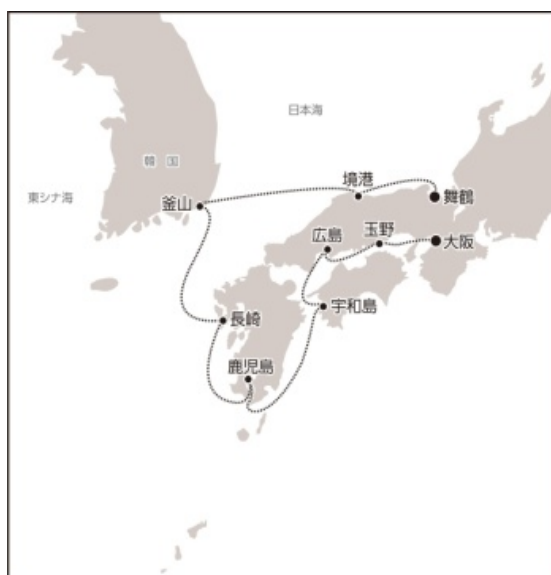 日本海
韓国
東シナ海
釜山
境港
舞鶴
広島
玉野
大阪
長崎
宇和島
鹿児島